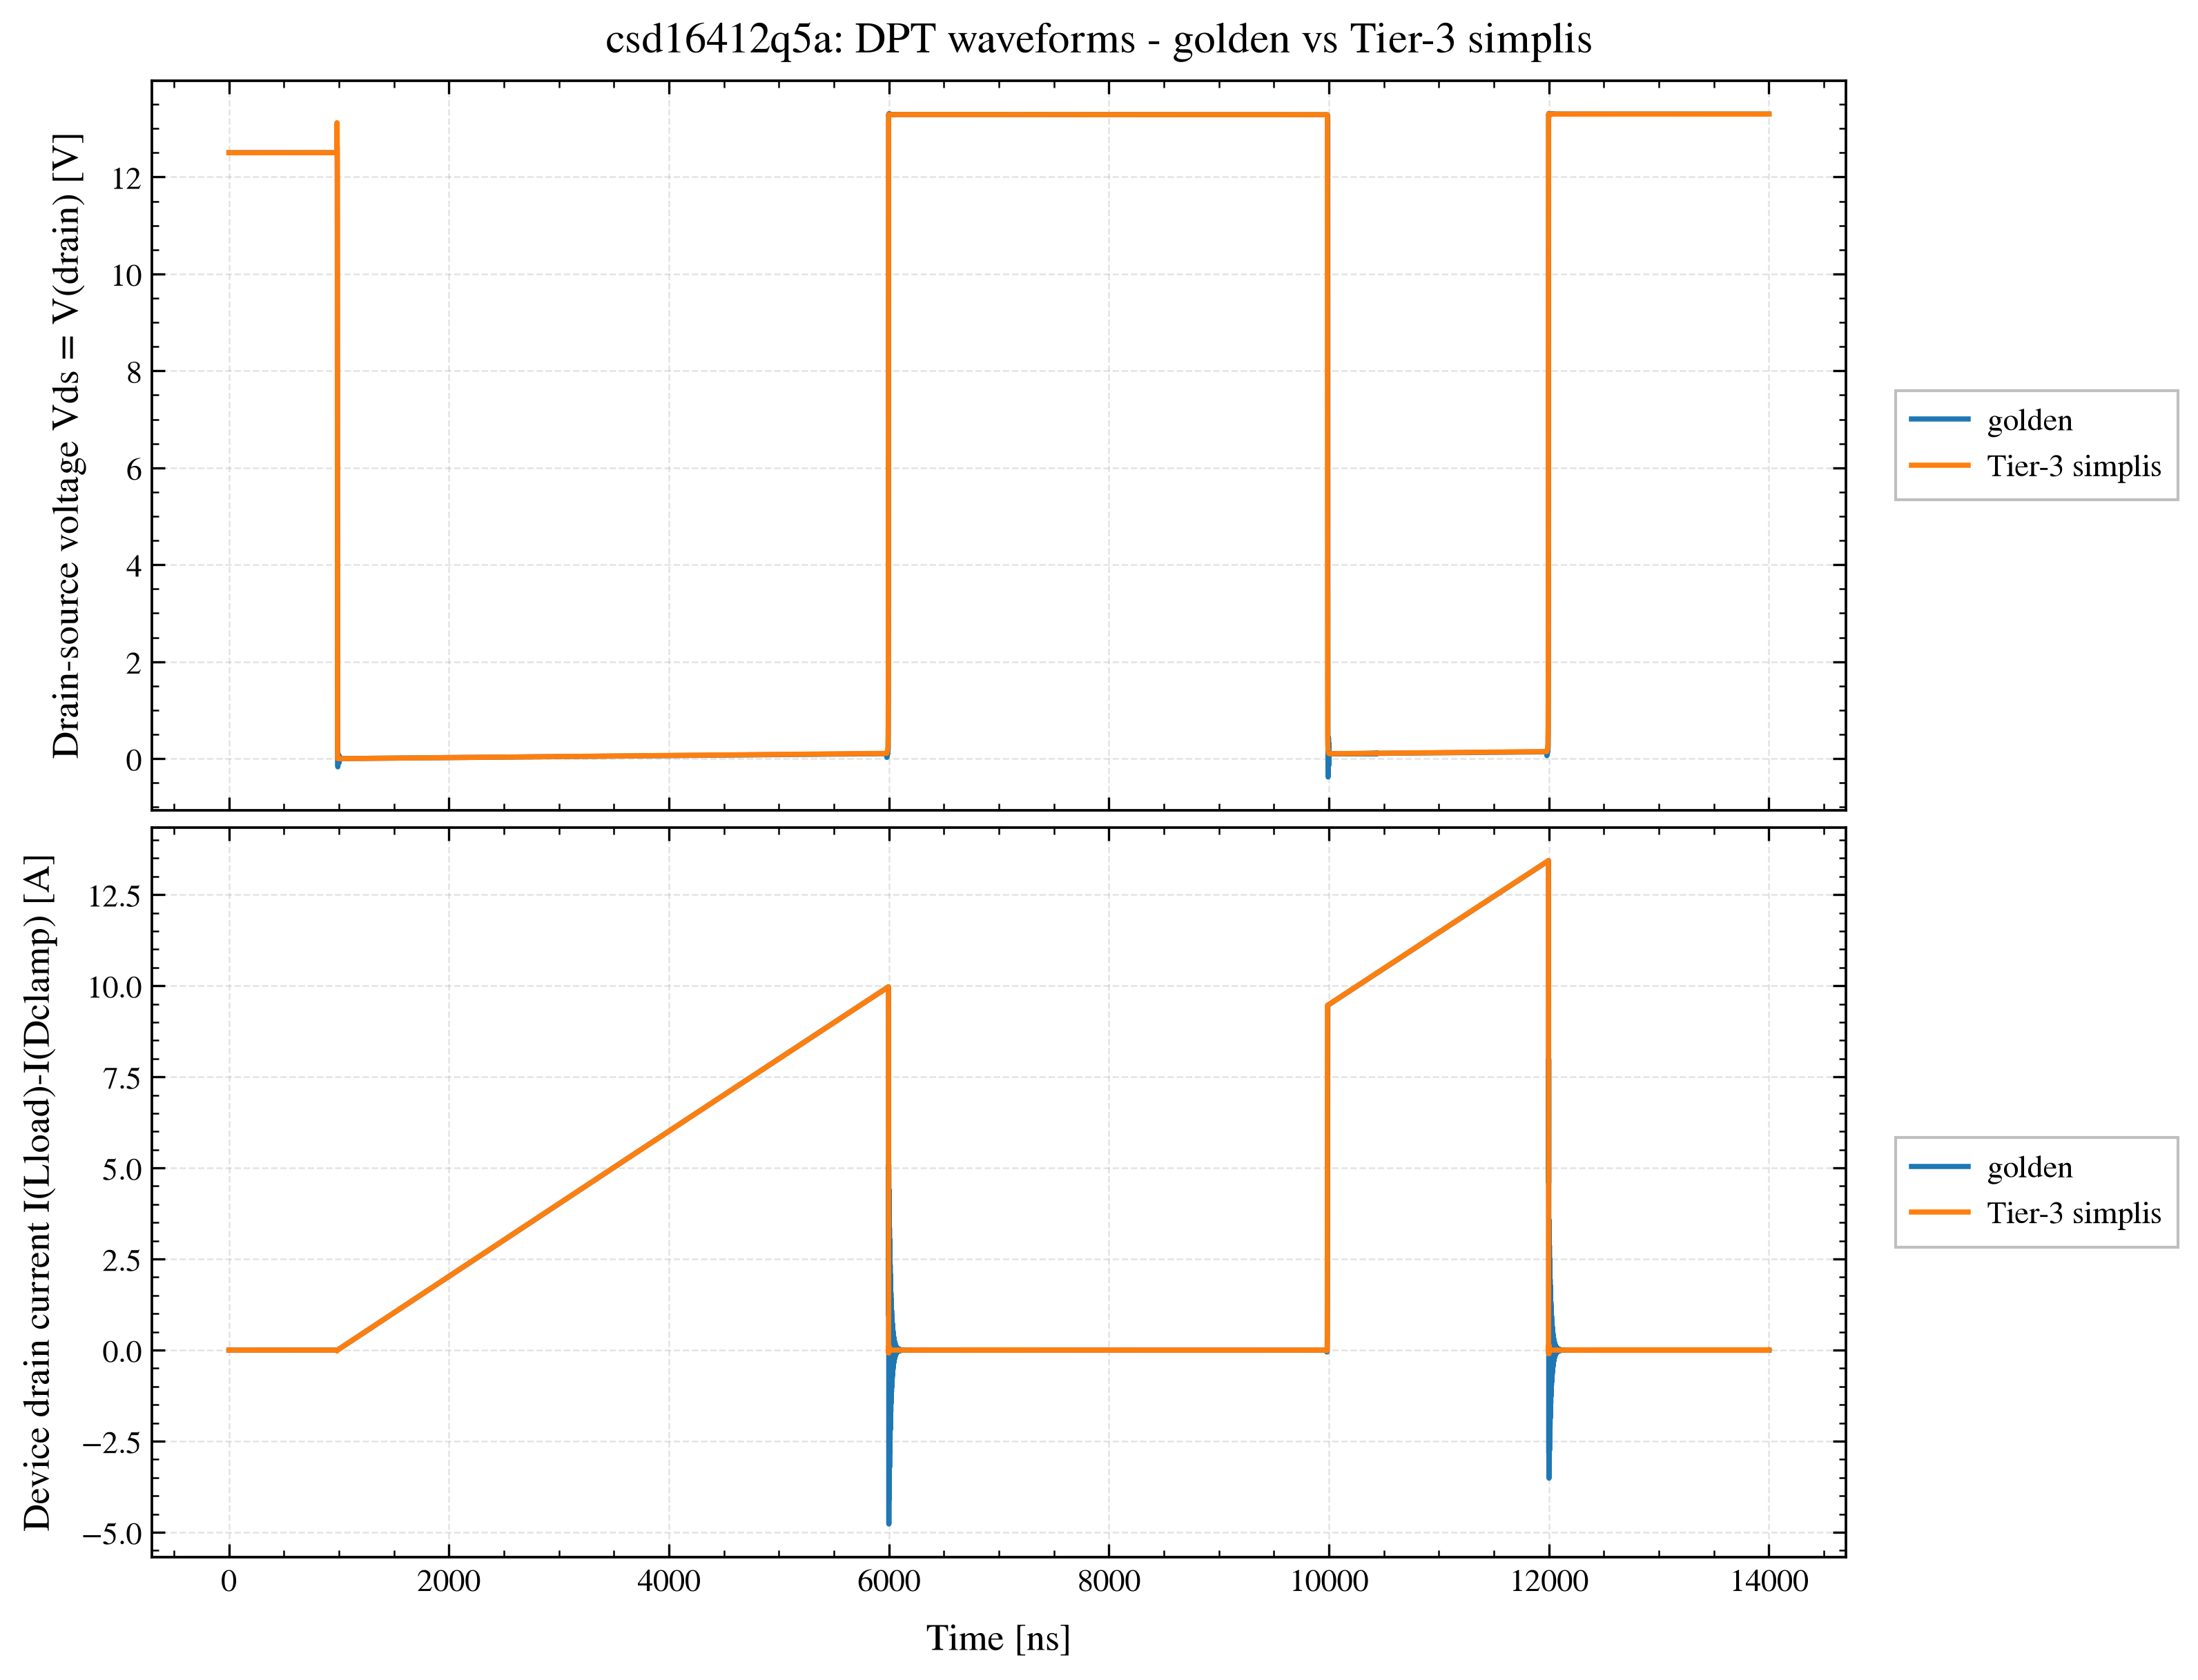 csd16412q5a: DPT waveforms - golden vs Tier-3 simplis
Drain-source voltage Vds = V(drain) [V]
12
10
8
6
4
2
0
golden
Tier-3 simplis
Device drain current I(Lload)-I(Dclamp) [A]
12.5
10.0
7.5
5.0
2.5
0.0
−2.5
−5.0
golden
Tier-3 simplis
0 2000 4000 6000 8000 10000 12000 14000
Time [ns]